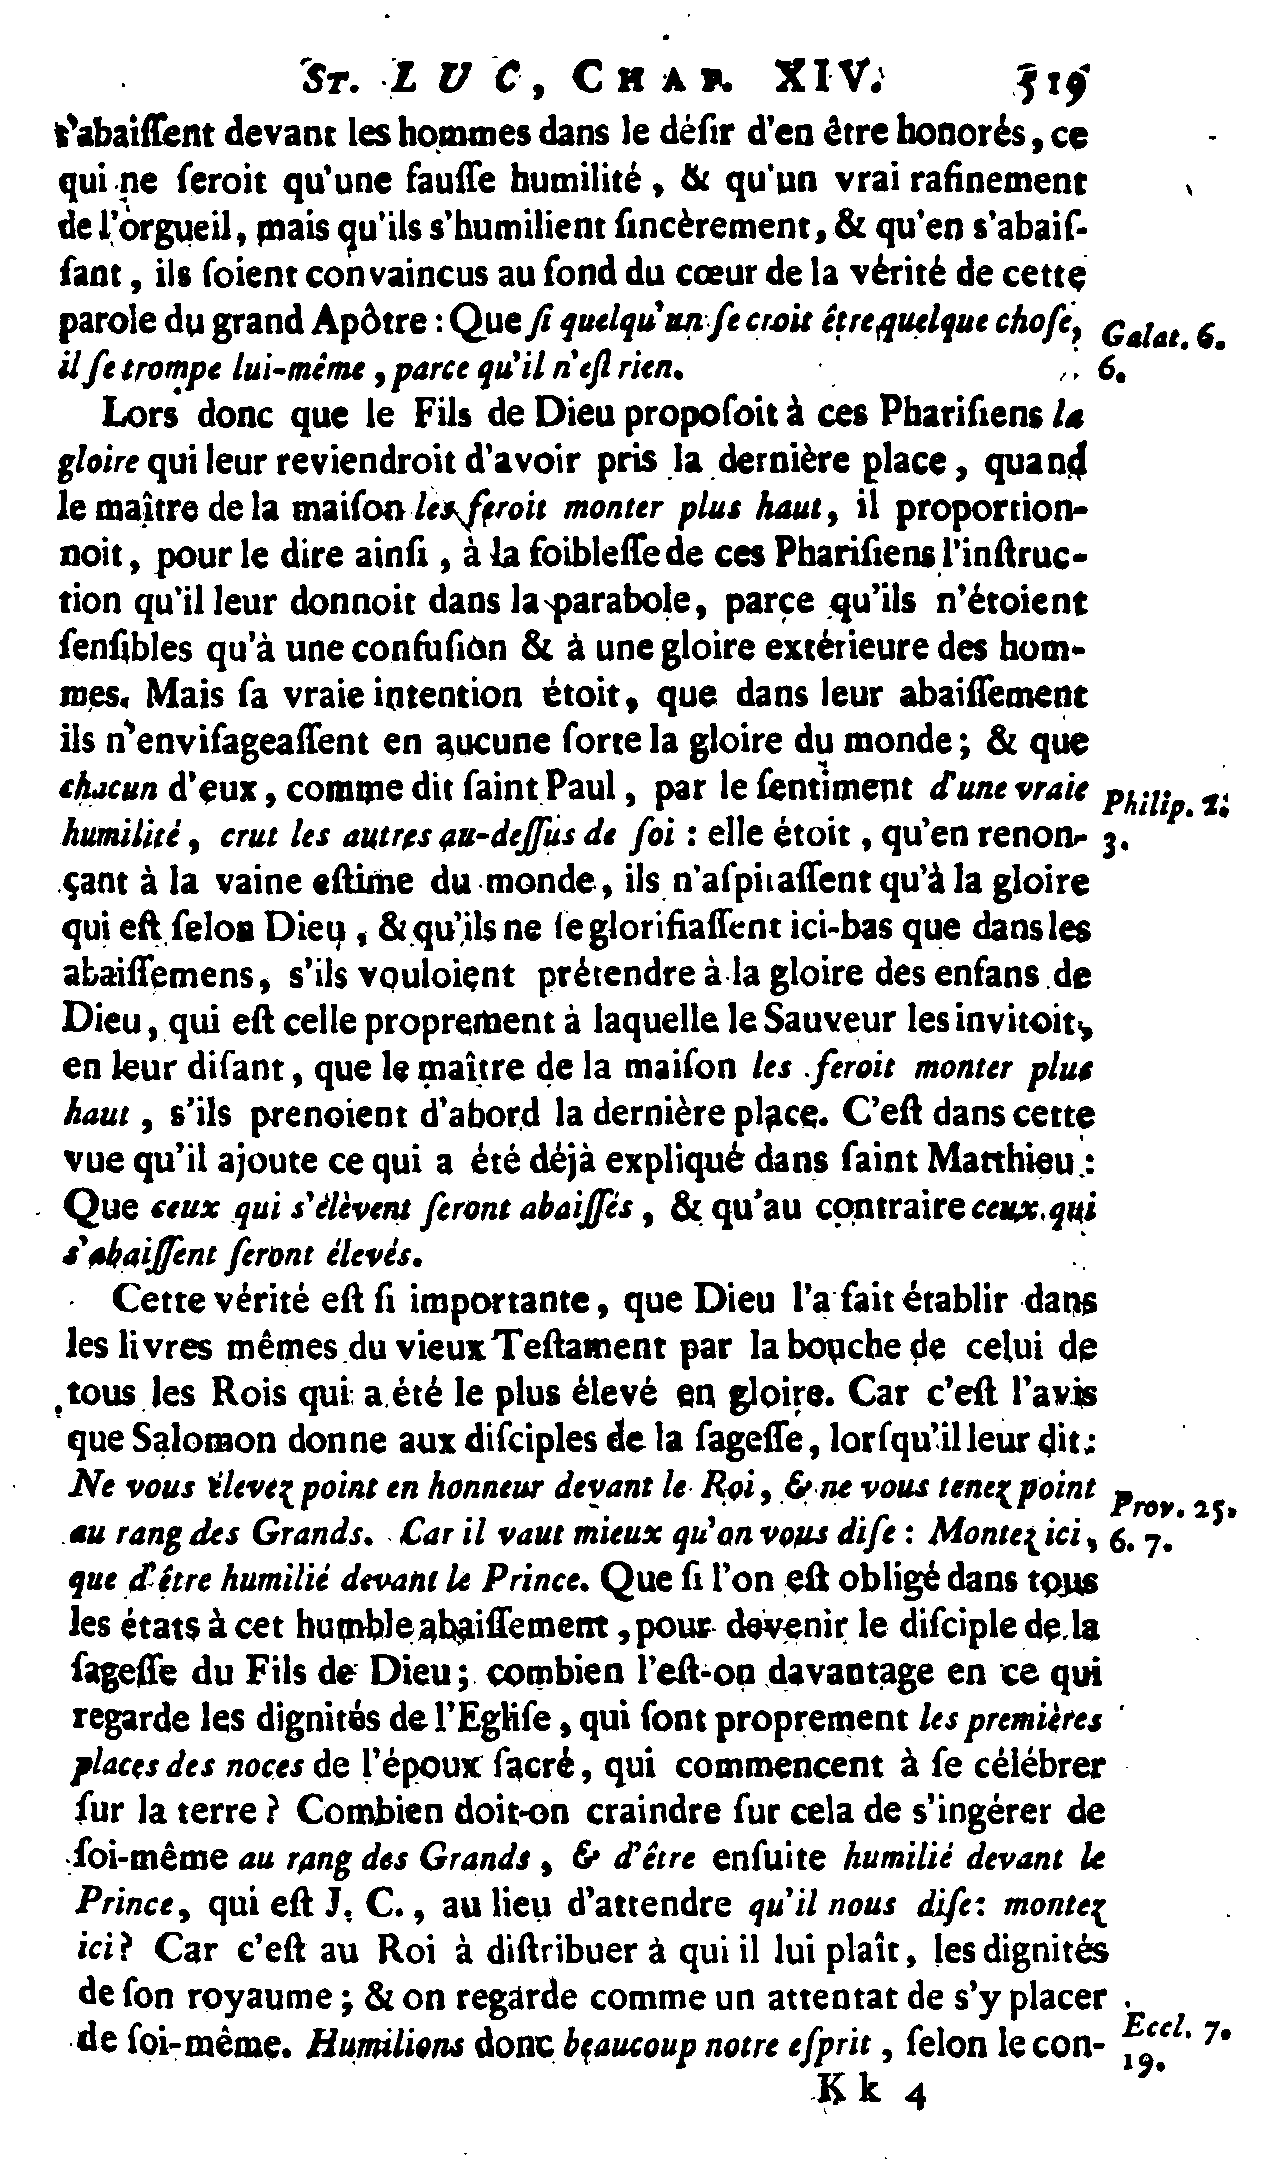 ST. LUC, CHAP. XIV. 519
s'abaiſſent devant les hommes dans le déſir d'en être honorés, ce
qui ne ſeroit qu'une fauſſe humilité, & qu'un vrai rafinement
de l'orgueil, mais qu'ils s'humilient ſincèrement, & qu'en s'abaiſ-
ſant, ils ſoient convaincus au fond du cœur de la vérité de cette
parole du grand Apôtre : Que ſi quelqu'un ſe croit être quelque choſe, Galat. 6.
il ſe trompe lui-même, parce qu'il n'eſt rien. 6.
Lors donc que le Fils de Dieu propoſoit à ces Phariſiens la
gloire qui leur reviendroit d'avoir pris la dernière place, quand
le maître de la maiſon les feroit monter plus haut, il proportion-
noit, pour le dire ainſi, à la foibleſſe de ces Phariſiens l'inſtruc-
tion qu'il leur donnoit dans la parabole, parce qu'ils n'étoient
ſenſibles qu'à une confuſion & à une gloire extérieure des hom-
mes. Mais ſa vraie intention étoit, que dans leur abaiſſement
ils n'enviſageaſſent en aucune ſorte la gloire du monde; & que
chacun d'eux, comme dit ſaint Paul, par le ſentiment d'une vraie Philip. 2.
humilité, crut les autres au-deſſus de ſoi : elle étoit, qu'en renon- 3.
çant à la vaine eſtime du monde, ils n'aſpiraſſent qu'à la gloire
qui eſt ſelon Dieu, & qu'ils ne ſe glorifiaſſent ici-bas que dans les
abaiſſemens, s'ils vouloient prétendre à la gloire des enfans de
Dieu, qui eſt celle proprement à laquelle le Sauveur les invitoit,
en leur diſant, que le maître de la maiſon les feroit monter plus
haut, s'ils prenoient d'abord la dernière place. C'eſt dans cette
vue qu'il ajoute ce qui a été déjà expliqué dans ſaint Matthieu :
Que ceux qui s'élèvent ſeront abaiſſés, & qu'au contraire ceux qui
s'abaiſſent ſeront élevés.
Cette vérité eſt ſi importante, que Dieu l'a fait établir dans
les livres mêmes du vieux Teſtament par la bouche de celui de
tous les Rois qui a été le plus élevé en gloire. Car c'eſt l'avis
que Salomon donne aux diſciples de la ſageſſe, lorſqu'il leur dit :
Ne vous élevez point en honneur devant le Roi, & ne vous tenez point Prov. 25.
au rang des Grands. Car il vaut mieux qu'on vous diſe : Montez ici, 6. 7.
que d'être humilié devant le Prince. Que ſi l'on eſt obligé dans tous
les états à cet humble abaiſſement, pour devenir le diſciple de la
ſageſſe du Fils de Dieu; combien l'eſt-on davantage en ce qui
regarde les dignités de l'Egliſe, qui ſont proprement les premières
places des noces de l'époux ſacré, qui commencent à ſe célébrer
ſur la terre ? Combien doit-on craindre ſur cela de s'ingérer de
ſoi-même au rang des Grands, & d'être enſuite humilié devant le
Prince, qui eſt J. C., au lieu d'attendre qu'il nous diſe: montez
ici ? Car c'eſt au Roi à diſtribuer à qui il lui plaît, les dignités
de ſon royaume; & on regarde comme un attentat de s'y placer
de ſoi-même. Humilions donc beaucoup notre eſprit, ſelon le con- Eccl. 7.
19.
Kk 4